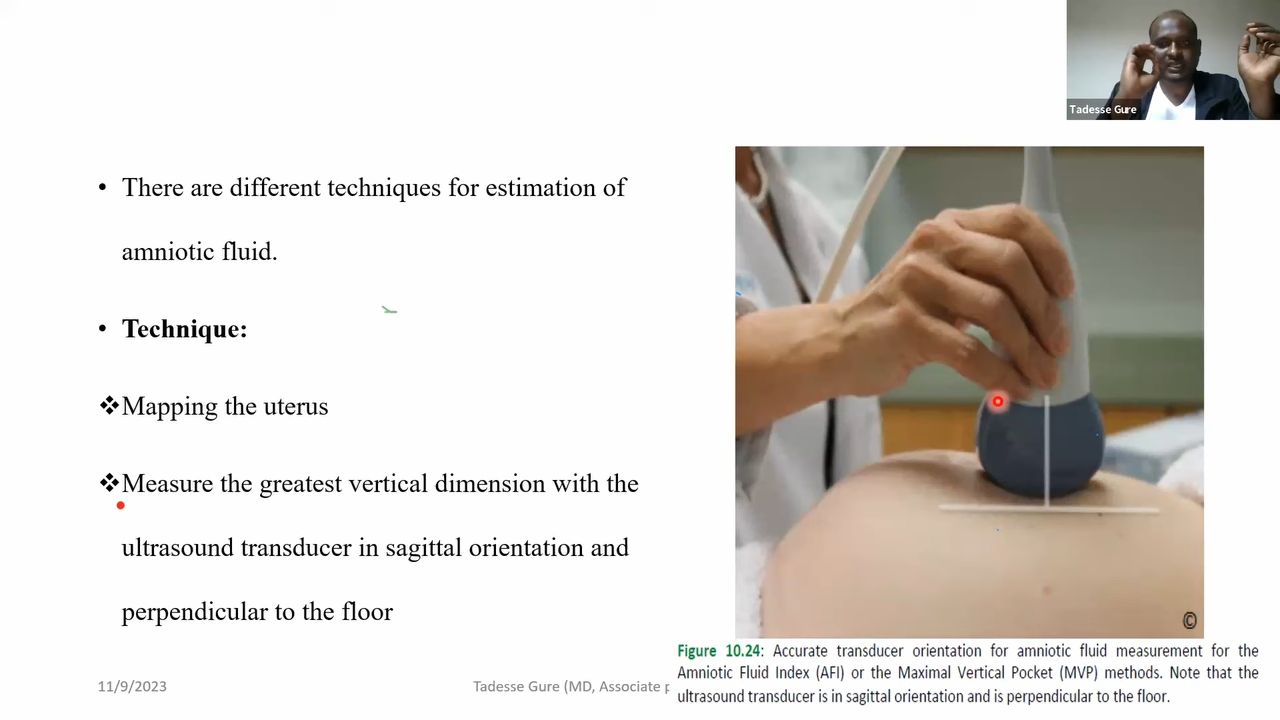 Tadesse Gure
• There are different techniques for estimation of
amniotic fluid.
• Technique:
❖Mapping the uterus
❖Measure the greatest vertical dimension with the
ultrasound transducer in sagittal orientation and
perpendicular to the floor
©
Figure 10.24: Accurate transducer orientation for amniotic fluid measurement for the
Amniotic Fluid Index (AFI) or the Maximal Vertical Pocket (MVP) methods. Note that the
ultrasound transducer is in sagittal orientation and is perpendicular to the floor.
11/9/2023
Tadesse Gure (MD, Associate p